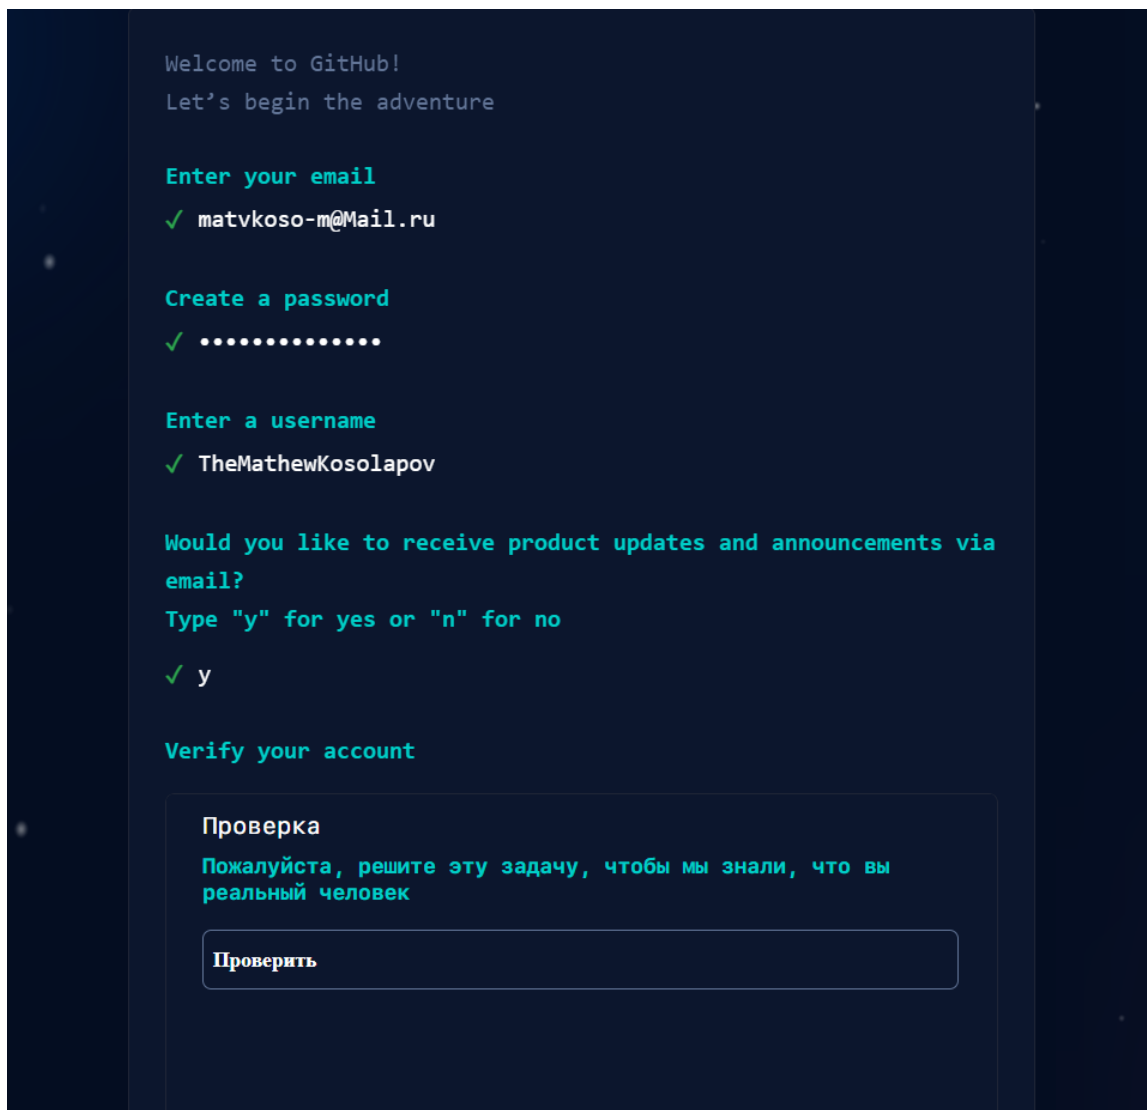 Welcome to GitHub!
Let’s begin the adventure
Enter your email
✓ matvkoso-m@Mail.ru
Create a password
✓ ••••••••••••••
Enter a username
✓ TheMathewKosolapov
Would you like to receive product updates and announcements via
email?
Type "y" for yes or "n" for no
✓ y
Verify your account
Проверка
Пожалуйста, решите эту задачу, чтобы мы знали, что вы
реальный человек
Проверить